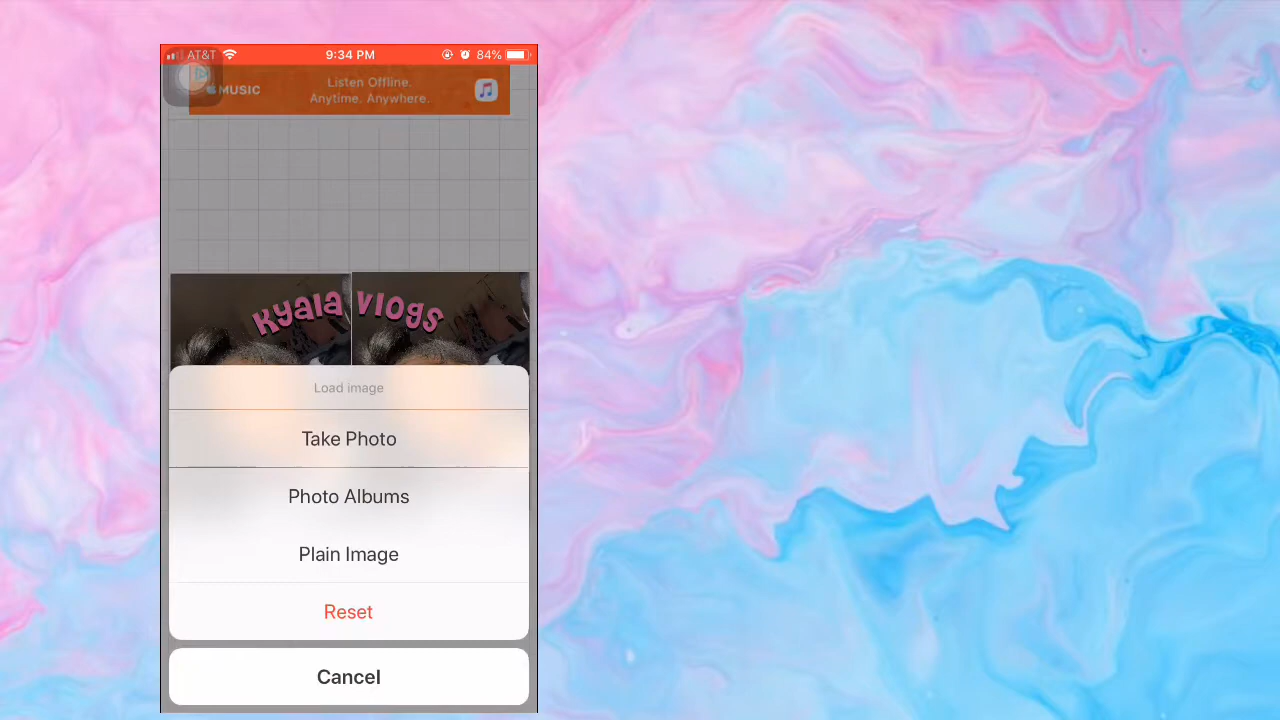 AT&T 9:34 PM 84%
MUSIC
Listen Offline.
Anytime. Anywhere.
Kyala Vlogs
Load image
Take Photo
Photo Albums
Plain Image
Reset
Cancel